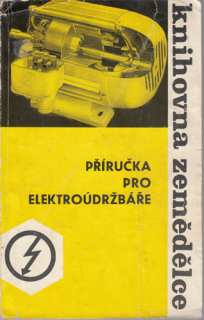 PŘÍRUČKA
PRO
ELEKTROÚDRŽBÁŘE
knihovna zemědělce